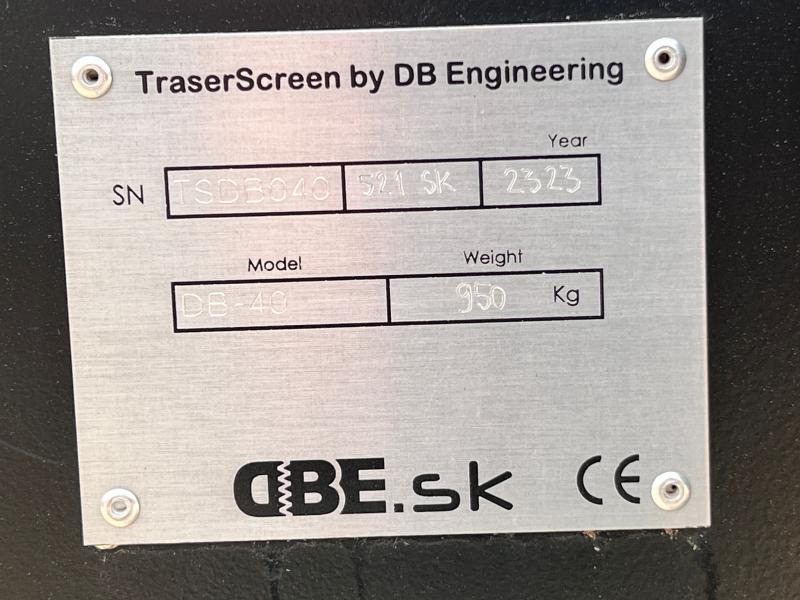 TraserScreen by DB Engineering
Year
SN TSDB040 521 SK 2323
Model Weight
DB-40 950 Kg
DBE.sk CE